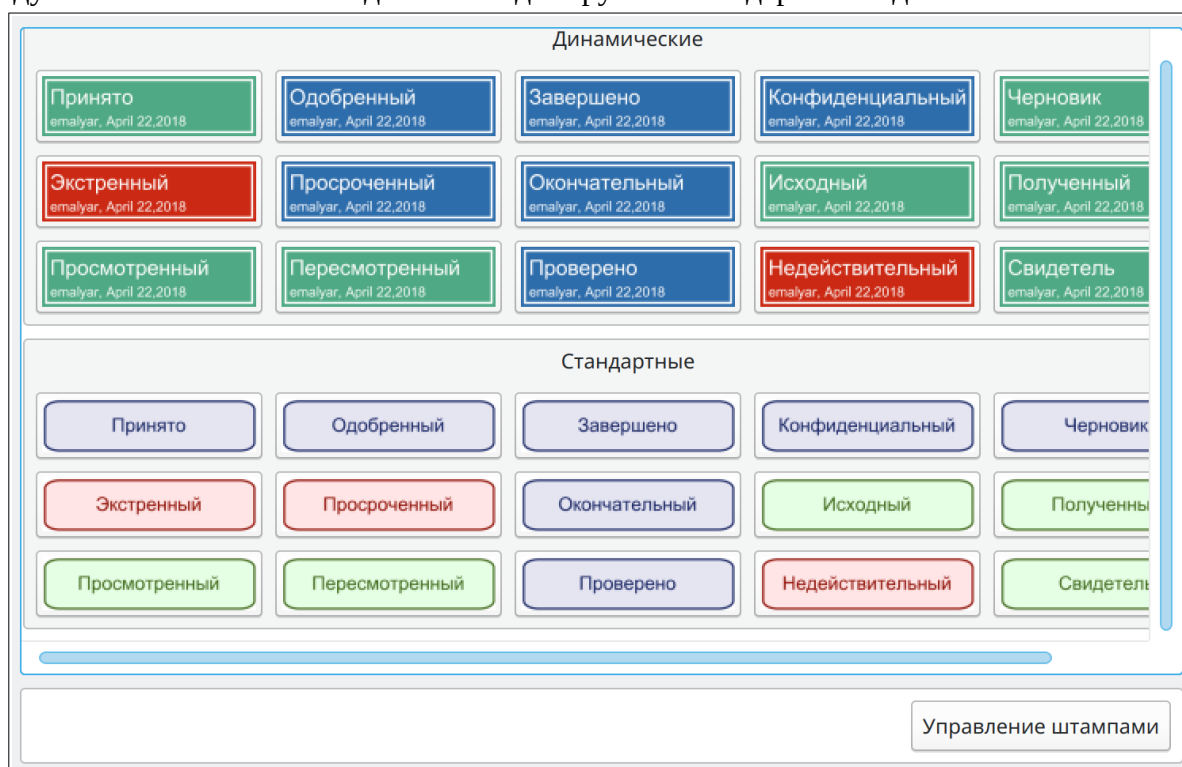 Динамические
Принято
emalyar, April 22,2018
Одобренный
emalyar, April 22,2018
Завершено
emalyar, April 22,2018
Конфиденциальный
emalyar, April 22,2018
Черновик
emalyar, April 22,2018
Экстренный
emalyar, April 22,2018
Просроченный
emalyar, April 22,2018
Окончательный
emalyar, April 22,2018
Исходный
emalyar, April 22,2018
Полученный
emalyar, April 22,2018
Просмотренный
emalyar, April 22,2018
Пересмотренный
emalyar, April 22,2018
Проверено
emalyar, April 22,2018
Недействительный
emalyar, April 22,2018
Свидетель
emalyar, April 22,2018
Стандартные
Принято
Одобренный
Завершено
Конфиденциальный
Черновик
Экстренный
Просроченный
Окончательный
Исходный
Полученны
Просмотренный
Пересмотренный
Проверено
Недействительный
Свидетель
Управление штампами